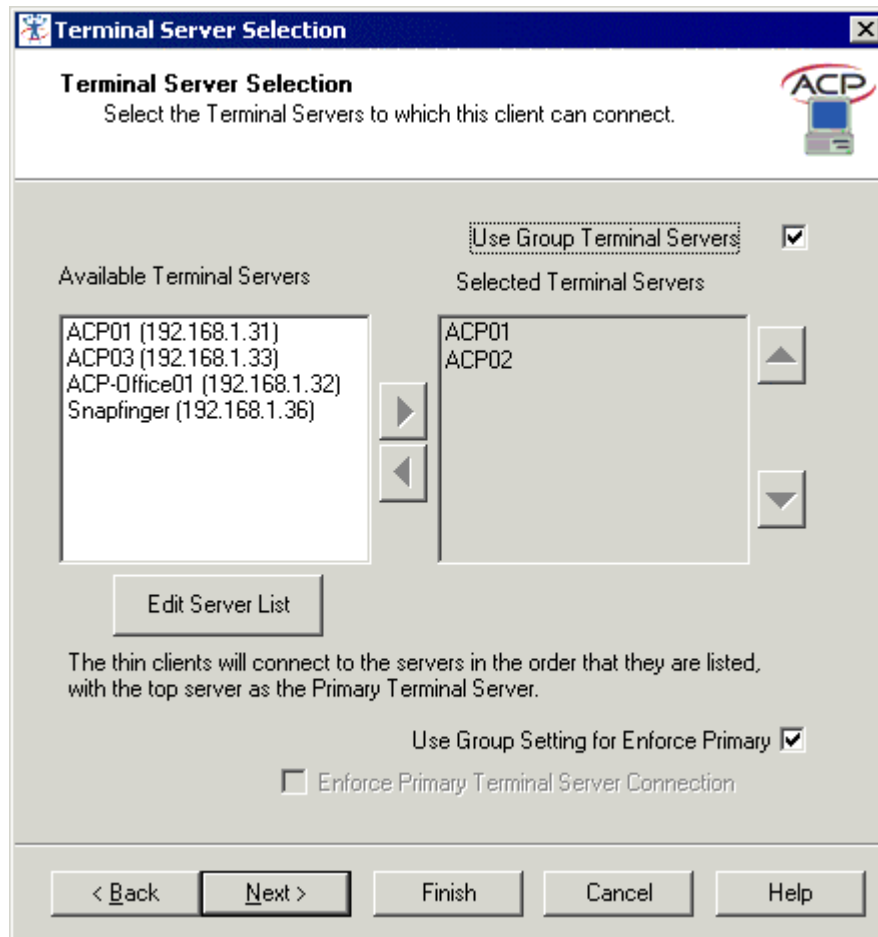 Terminal Server Selection
Terminal Server Selection
Select the Terminal Servers to which this client can connect.
ACP
Use Group Terminal Servers
Available Terminal Servers
Selected Terminal Servers
ACP01 (192.168.1.31)
ACP03 (192.168.1.33)
ACP-Office01 (192.168.1.32)
Snapfinger (192.168.1.36)
ACP01
ACP02
Edit Server List
The thin clients will connect to the servers in the order that they are listed,
with the top server as the Primary Terminal Server.
Use Group Setting for Enforce Primary
Enforce Primary Terminal Server Connection
< Back Next > Finish Cancel Help